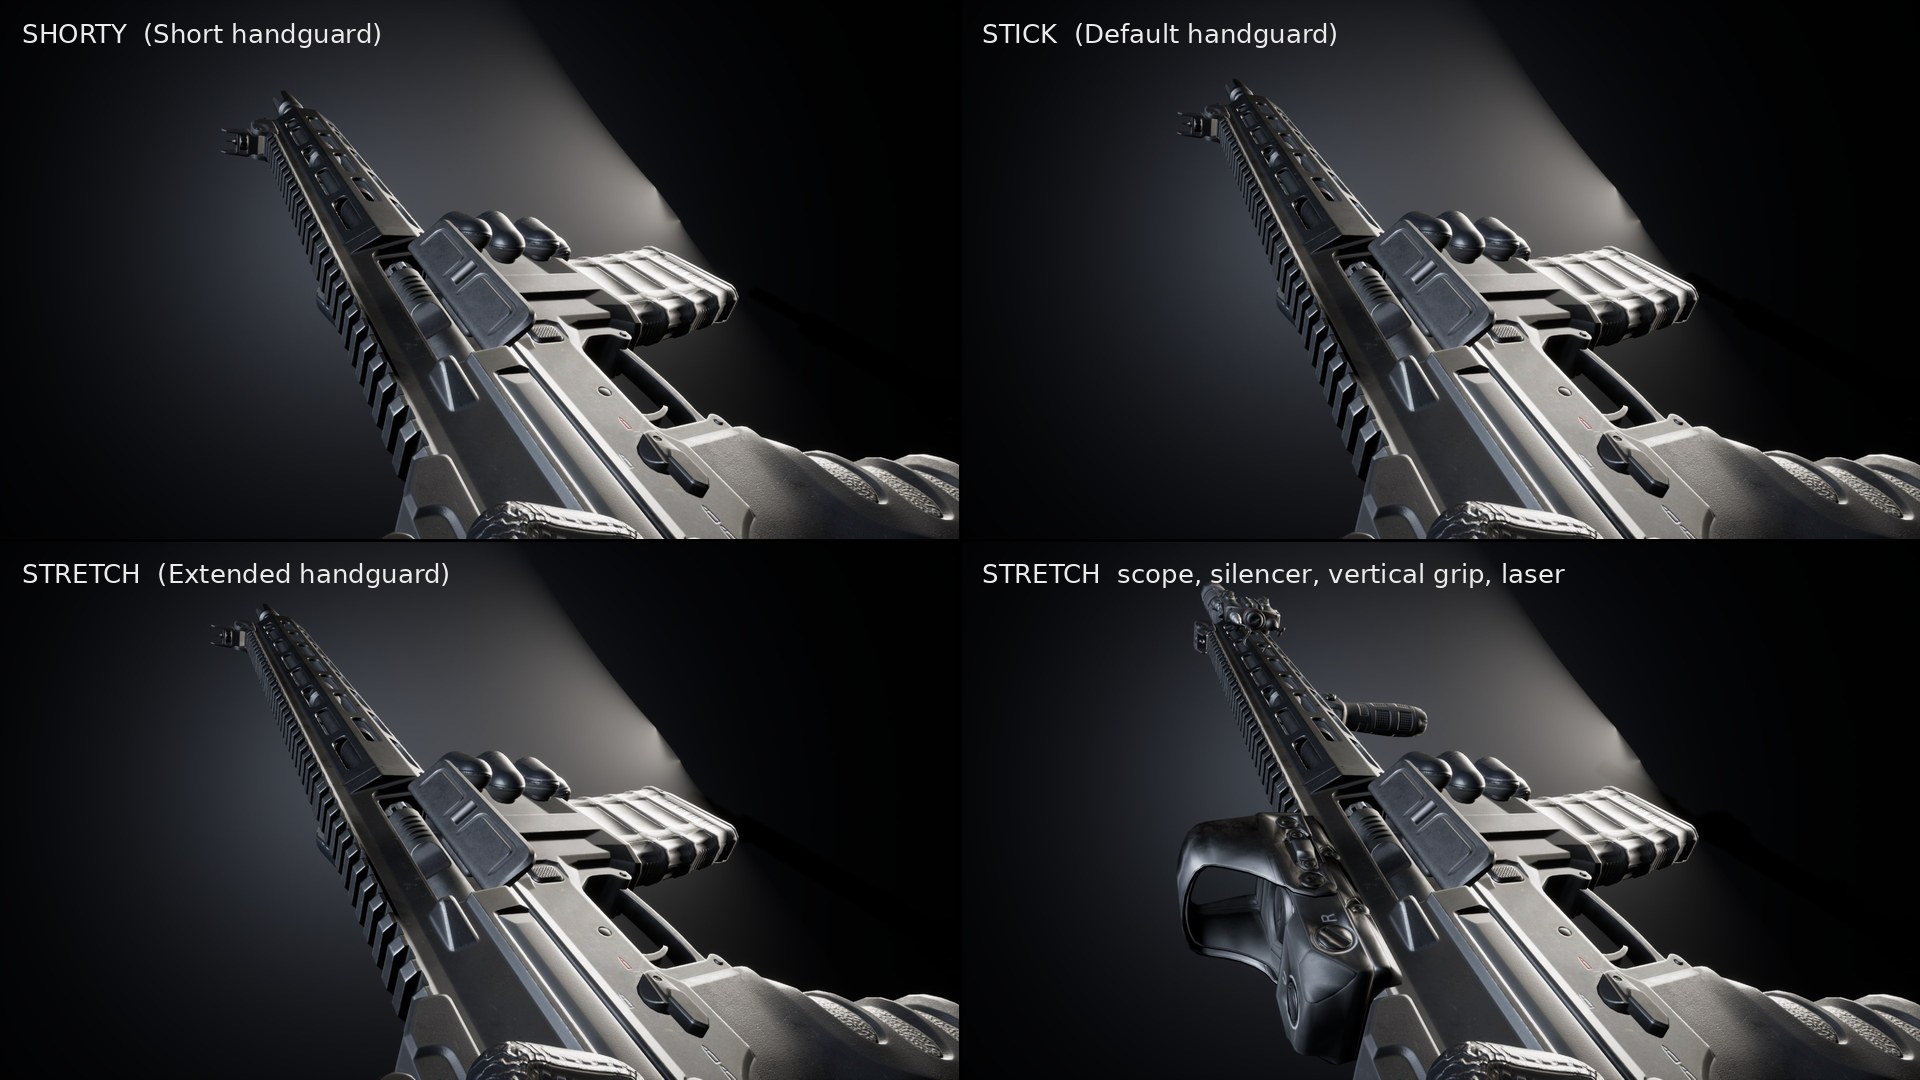 SHORTY (Short handguard)
STICK (Default handguard)
STRETCH (Extended handguard)
STRETCH scope, silencer, vertical grip, laser
R